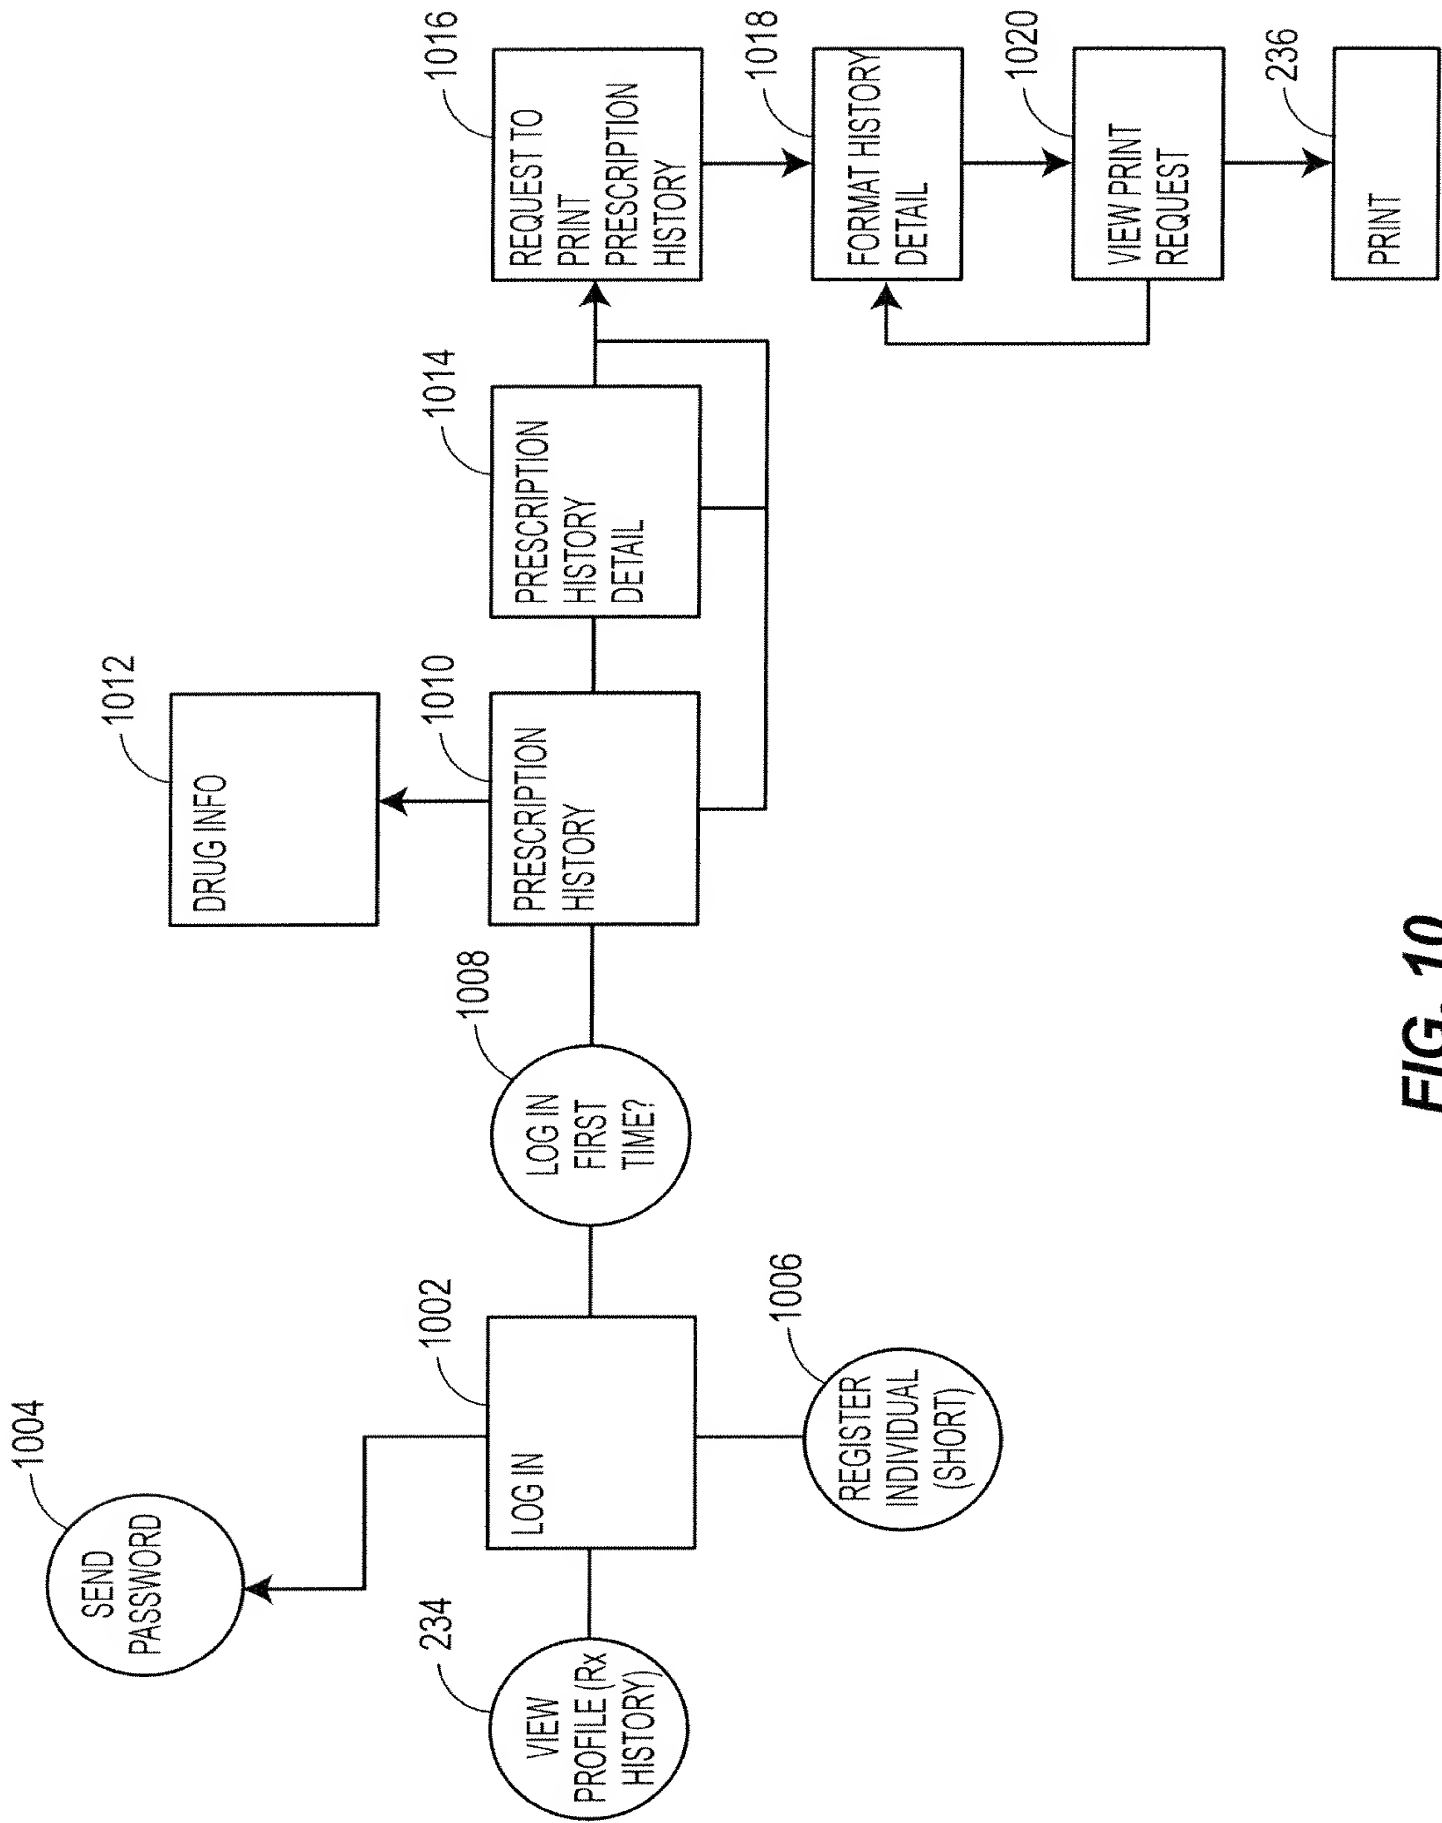 1004
SEND
PASSWORD
234
VIEW
PROFILE (Rx
HISTORY)
1002
LOG IN
1006
REGISTER
INDIVIDUAL
(SHORT)
1008
LOG IN
FIRST
TIME?
1012
DRUG INFO
1010
PRESCRIPTION
HISTORY
1014
PRESCRIPTION
HISTORY
DETAIL
1016
REQUEST TO
PRINT
PRESCRIPTION
HISTORY
1018
FORMAT HISTORY
DETAIL
1020
VIEW PRINT
REQUEST
236
PRINT
FIG. 10